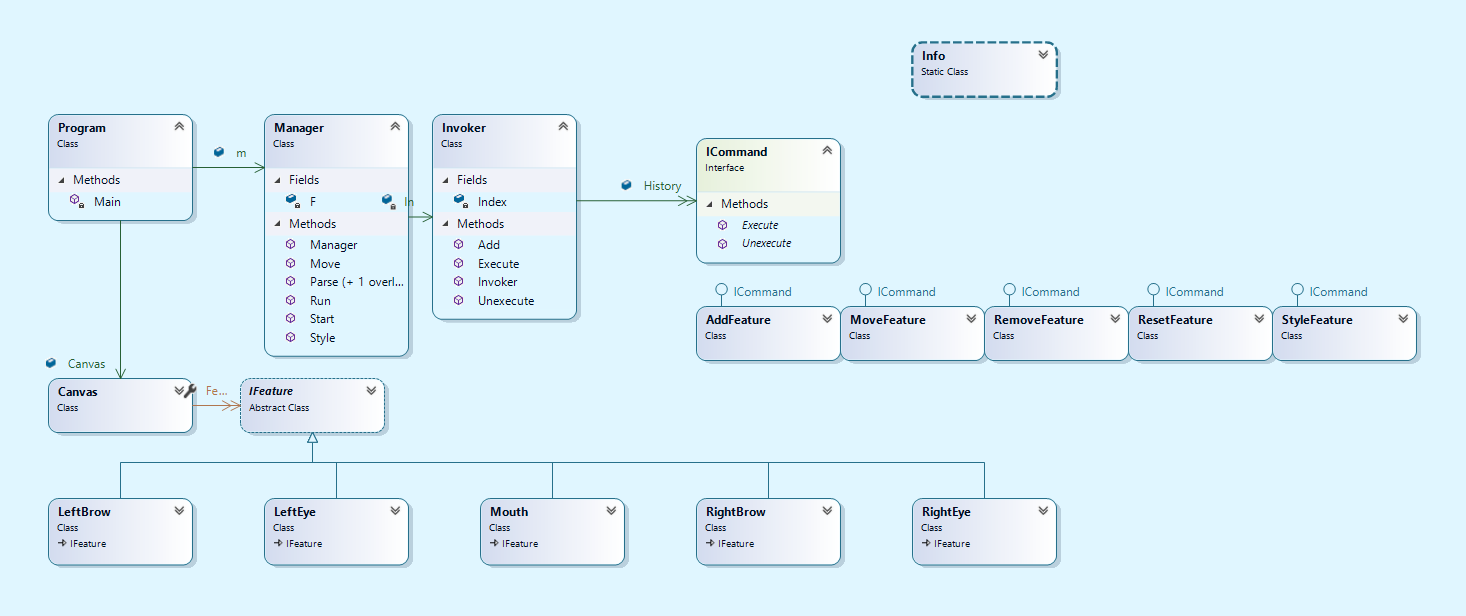 Info
Static Class
Program
Class
Methods
Main
m
Manager
Class
Fields
F
In
Methods
Manager
Move
Parse (+ 1 overl...
Run
Start
Style
Invoker
Class
Fields
Index
Methods
Add
Execute
Invoker
Unexecute
History
ICommand
Interface
Methods
Execute
Unexecute
ICommand
AddFeature
Class
ICommand
MoveFeature
Class
ICommand
RemoveFeature
Class
ICommand
ResetFeature
Class
ICommand
StyleFeature
Class
Canvas
Canvas
Class
Fe...
IFeature
Abstract Class
LeftBrow
Class
IFeature
LeftEye
Class
IFeature
Mouth
Class
IFeature
RightBrow
Class
IFeature
RightEye
Class
IFeature